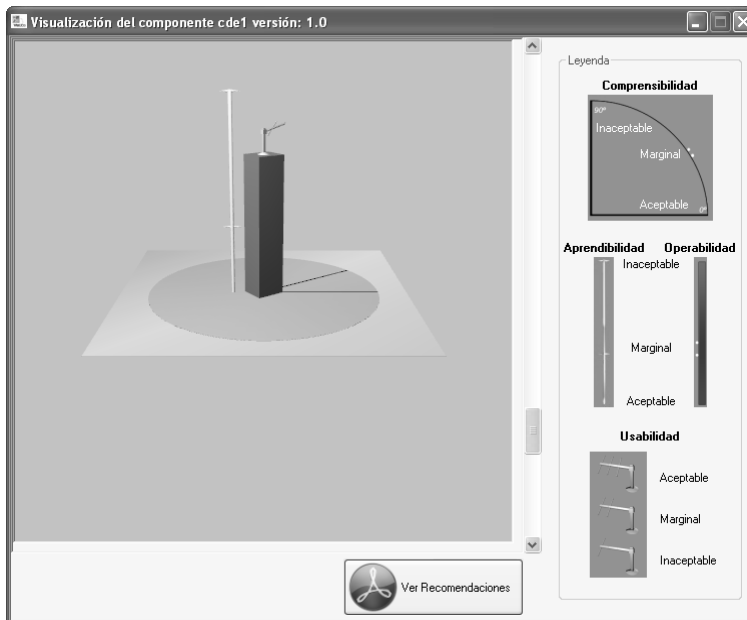 Visualización del componente cde1 versión: 1.0
Leyenda
Comprensibilidad
90º
Inaceptable
Marginal
Aceptable
0º
Aprendibilidad Operabilidad
Inaceptable
Marginal
Aceptable
Usabilidad
Aceptable
Marginal
Inaceptable
Ver Recomendaciones